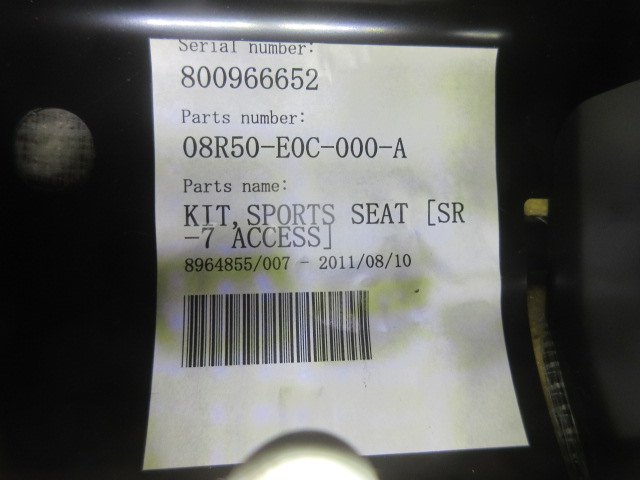 Serial number:
800966652
Parts number:
08R50-E0C-000-A
Parts name:
KIT,SPORTS SEAT [SR
-7 ACCESS]
8964855/007 - 2011/08/10